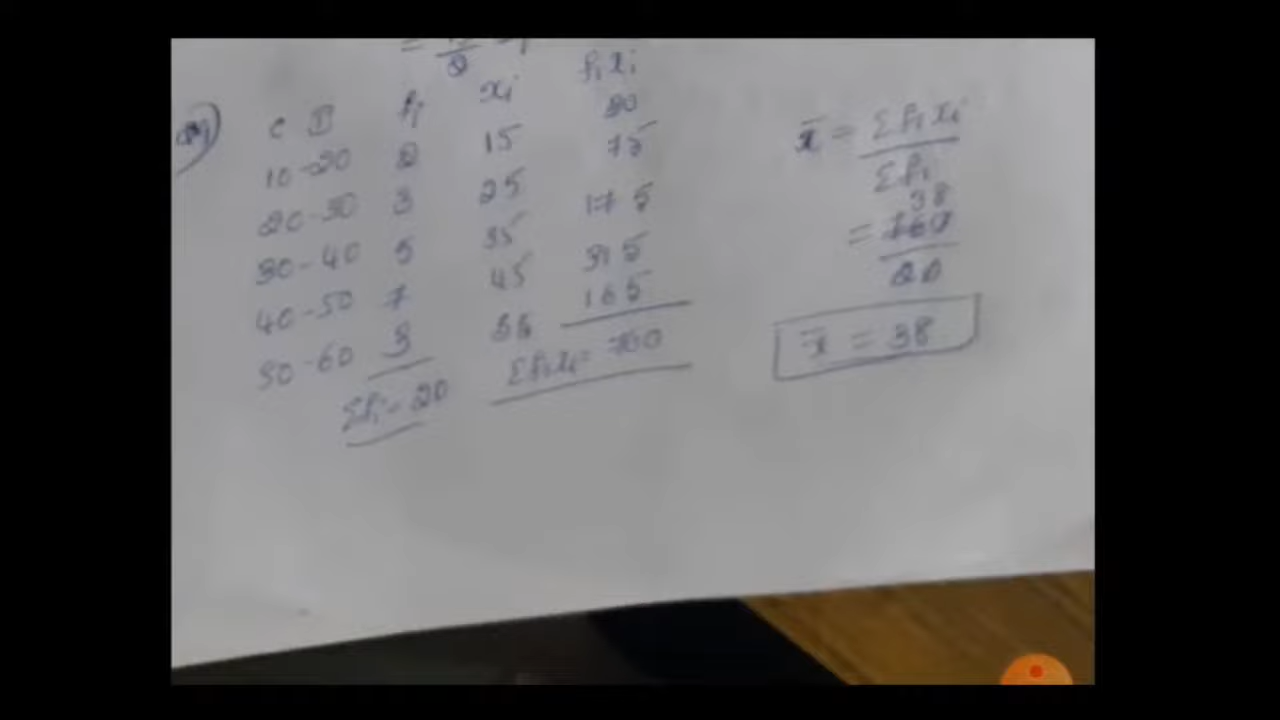 C I fi xi fixi
10-20 2 15 30
20-30 3 25 75
30-40 5 35 175
40-50 7 45 315
50-60 3 55 165
Σfi = 20 Σfixi = 760
x̄ = Σfixi / Σfi
38
= 760 / 20
x̄ = 38